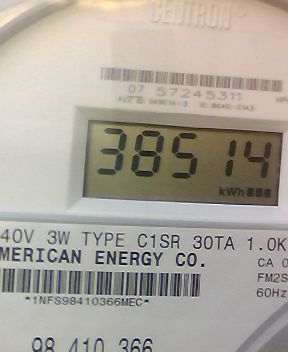 CENTRON
07 57245311
38514
kWh
40V 3W TYPE C1SR 30TA 1.0K
MERICAN ENERGY CO.
CA 0
FM2S
*1NFS98410366MEC*
60Hz
98 410 366